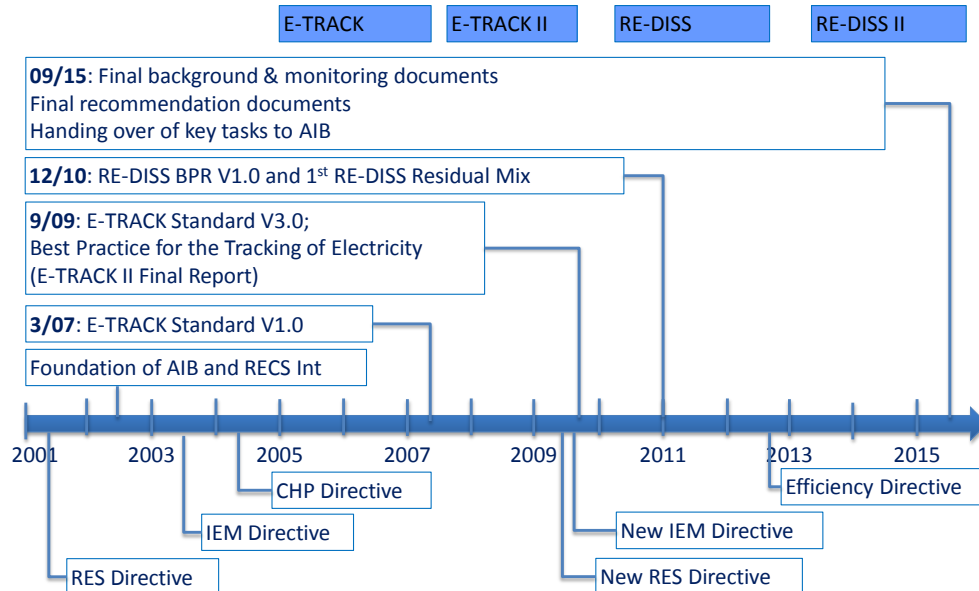 E-TRACK
E-TRACK II
RE-DISS
RE-DISS II
09/15: Final background & monitoring documents
Final recommendation documents
Handing over of key tasks to AIB
12/10: RE-DISS BPR V1.0 and 1st RE-DISS Residual Mix
9/09: E-TRACK Standard V3.0;
Best Practice for the Tracking of Electricity
(E-TRACK II Final Report)
3/07: E-TRACK Standard V1.0
Foundation of AIB and RECS Int
2001
2003
2005
2007
2009
2011
2013
2015
CHP Directive
Efficiency Directive
IEM Directive
New IEM Directive
RES Directive
New RES Directive